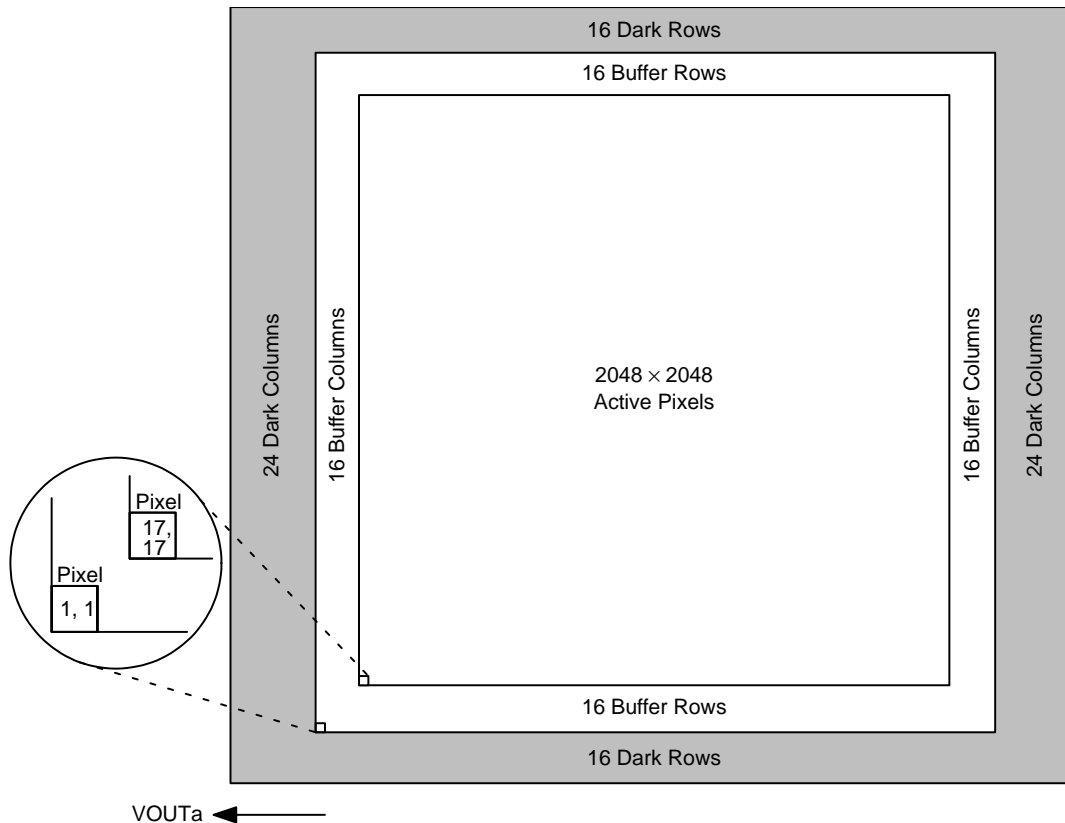 16 Dark Rows
16 Buffer Rows
24 Dark Columns
16 Buffer Columns
2048 × 2048
Active Pixels
16 Buffer Columns
24 Dark Columns
Pixel
17,
17
Pixel
1, 1
16 Buffer Rows
16 Dark Rows
VOUTa